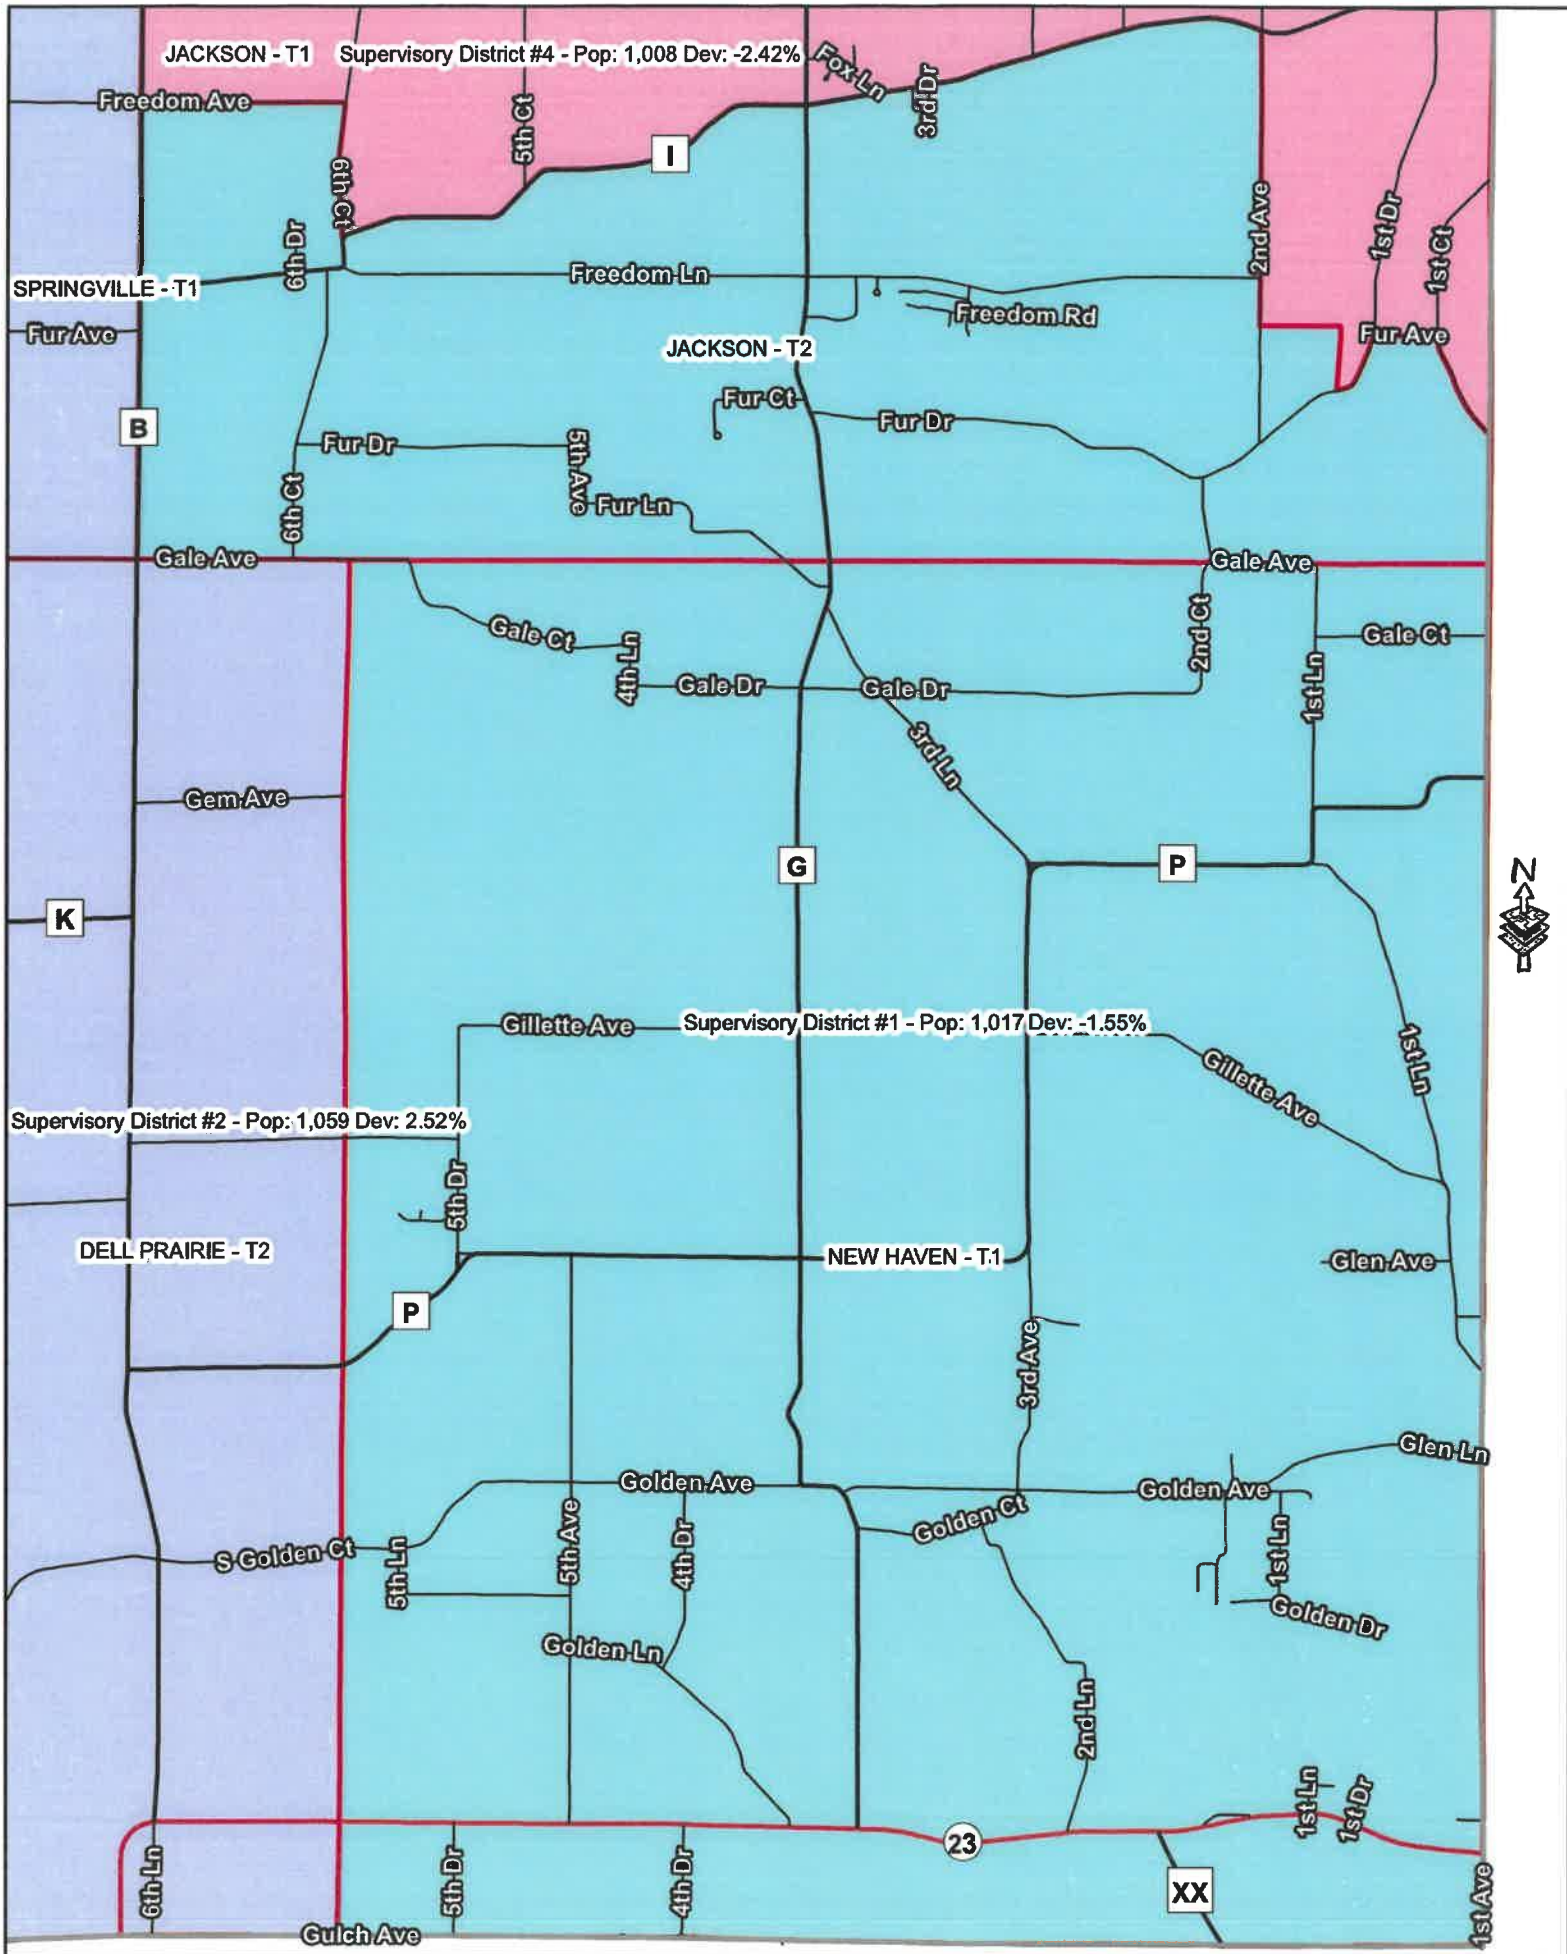 JACKSON - T1
Supervisory District #4 - Pop: 1,008 Dev: -2.42%
Fox Ln
3rd Dr
Freedom Ave
5th Ct
I
6th Ct
6th Dr
2nd Ave
1st Dr
1st Ct
SPRINGVILLE - T1
Freedom Ln
Freedom Rd
Fur Ave
Fur Ave
JACKSON - T2
Fur Ct
B
Fur Dr
Fur Dr
5th Ave
6th Ct
Fur Ln
Gale Ave
Gale Ave
Gale Ct
4th Ln
2nd Ct
Gale Ct
Gale Dr
Gale Dr
1st Ln
3rd Ln
Gem Ave
G
P
N
K
Gillette Ave
Supervisory District #1 - Pop: 1,017 Dev: -1.55%
1st Ln
Gillette Ave
Supervisory District #2 - Pop: 1,059 Dev: 2.52%
5th Dr
DELL PRAIRIE - T2
NEW HAVEN - T1
Glen Ave
P
3rd Ave
Glen Ln
Golden Ave
Golden Ave
Golden Ct
S Golden Ct
5th Ln
5th Ave
4th Dr
1st Ln
Golden Dr
Golden Ln
2nd Ln
1st Ln
1st Dr
23
6th Ln
5th Dr
4th Dr
XX
1st Ave
Gulch Ave